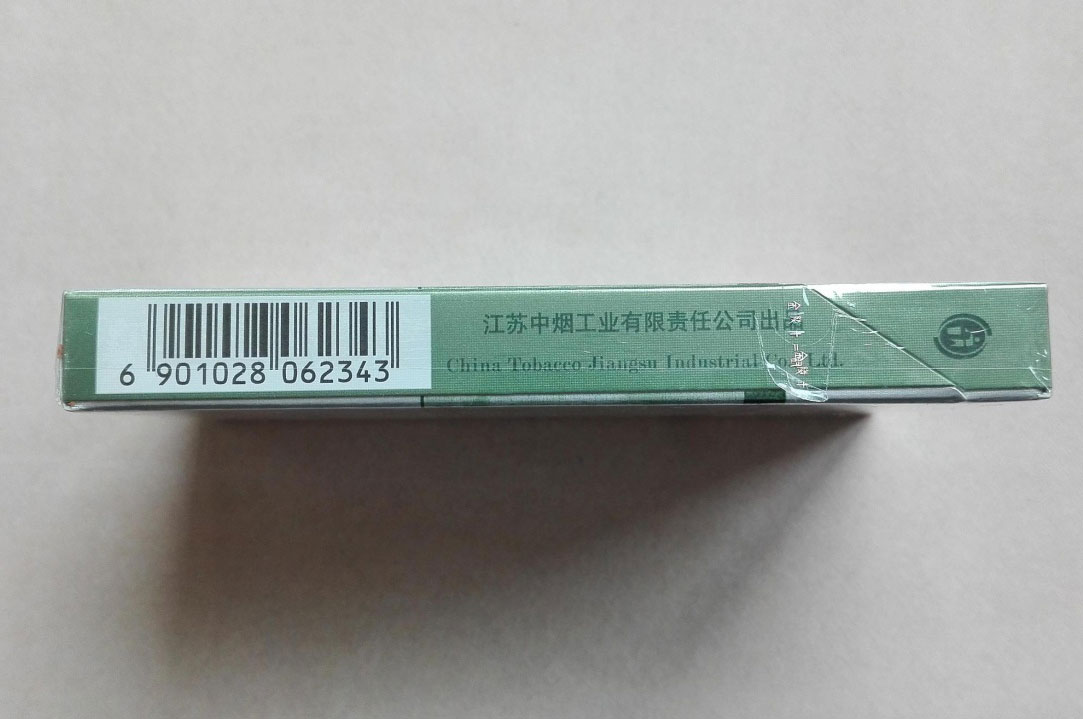 江苏中烟工业有限责任公司出品
China Tobacco Jiangsu Industrial Co., Ltd.
6 901028 062343